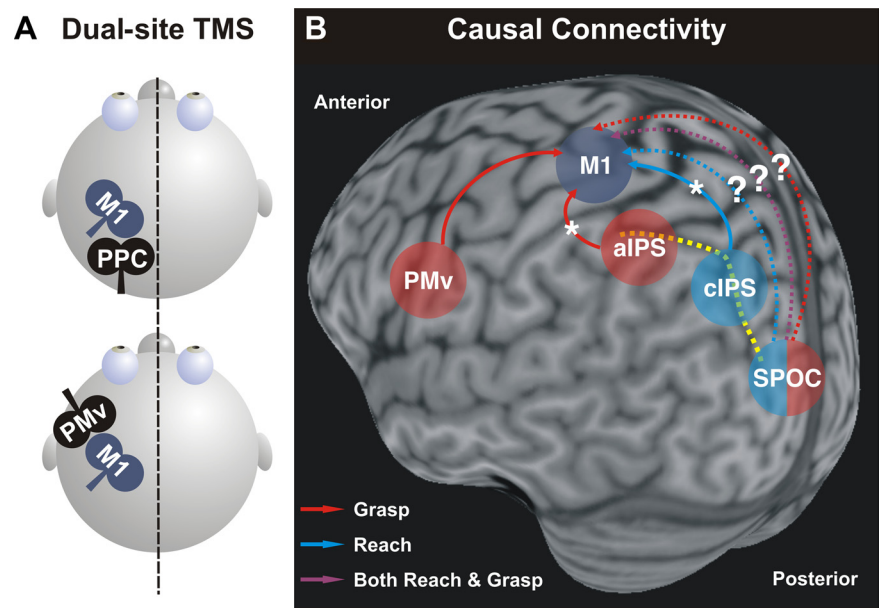 A Dual-site TMS
M1
PPC
PMv
M1
B Causal Connectivity
Anterior
M1
? ? ?
*
*
aIPS
PMv
cIPS
SPOC
Grasp
Reach
Both Reach & Grasp
Posterior